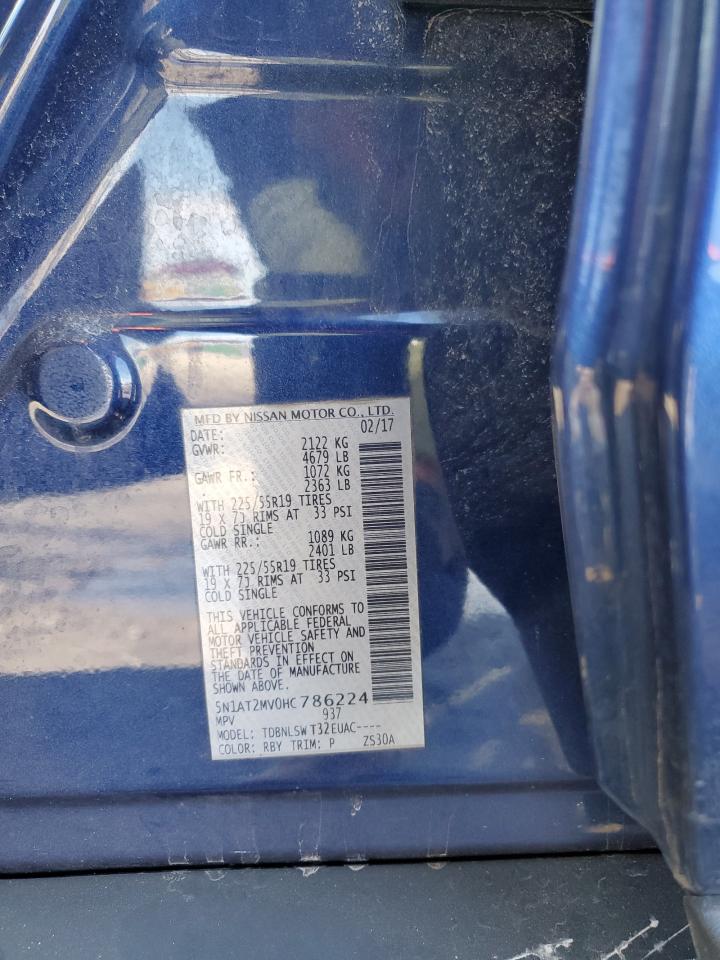 MFD BY NISSAN MOTOR CO., LTD.
DATE: 02/17
GVWR: 2122 KG
4679 LB
GAWR FR.: 1072 KG
2363 LB
WITH 225/55R19 TIRES
19 X 7J RIMS AT 33 PSI
COLD SINGLE
GAWR RR.: 1089 KG
2401 LB
WITH 225/55R19 TIRES
19 X 7J RIMS AT 33 PSI
COLD SINGLE
THIS VEHICLE CONFORMS TO
ALL APPLICABLE FEDERAL
MOTOR VEHICLE SAFETY AND
THEFT PREVENTION
STANDARDS IN EFFECT ON
THE DATE OF MANUFACTURE
SHOWN ABOVE.
5N1AT2MV0HC786224
MPV 937
MODEL: TDBNLSW T32EUAC----
COLOR: RBY TRIM: P ZS30A